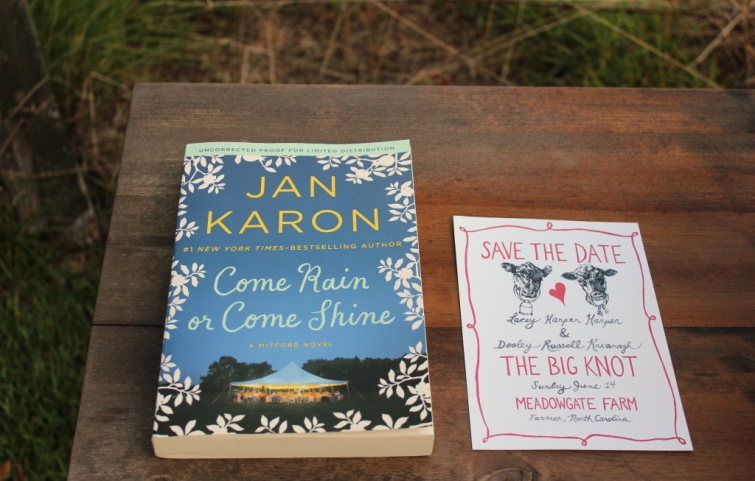 UNCORRECTED PROOF FOR LIMITED DISTRIBUTION
JAN
KARON
#1 NEW YORK TIMES–BESTSELLING AUTHOR
Come Rain
or Come Shine
A MITFORD NOVEL
SAVE THE DATE
Lacey Harper Harper
&
Dooley Russell Kavanagh
THE BIG KNOT
Sunday June 14
MEADOWGATE FARM
Farmer, North Carolina